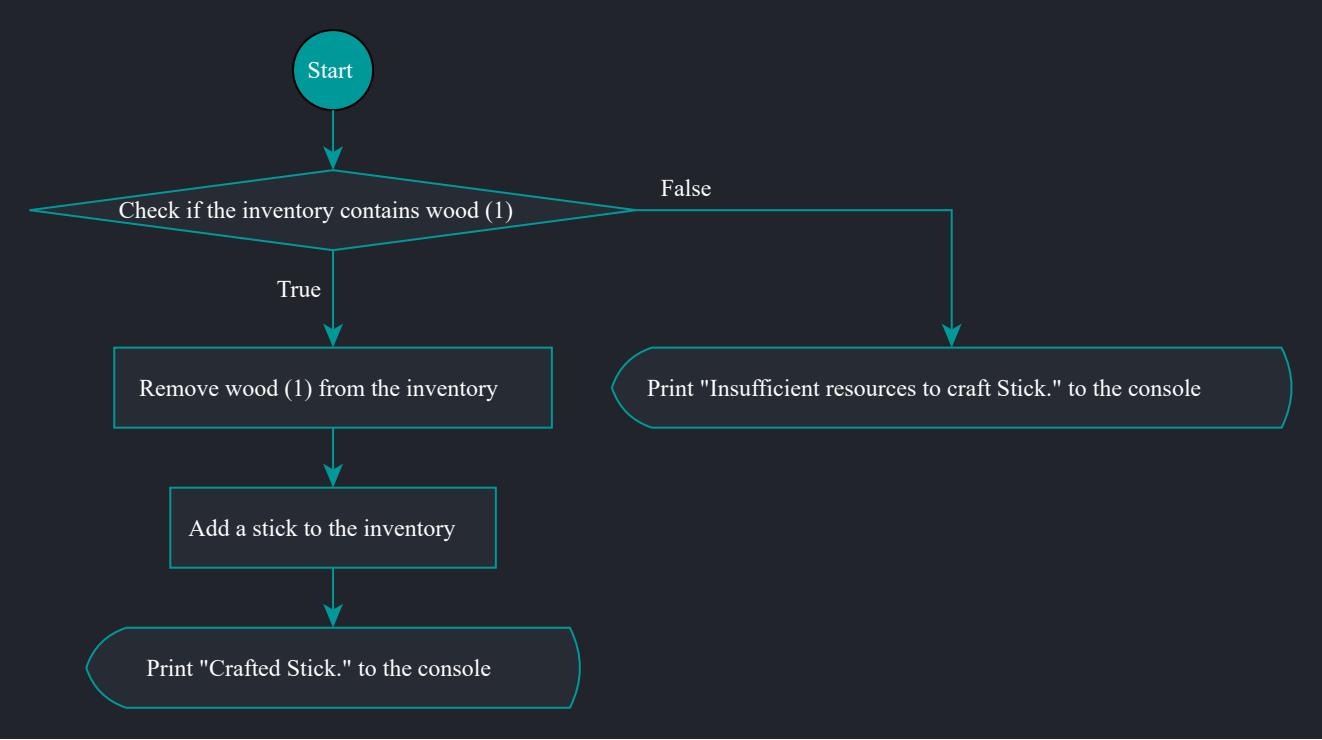 Start
Check if the inventory contains wood (1)
False
True
Remove wood (1) from the inventory
Print "Insufficient resources to craft Stick." to the console
Add a stick to the inventory
Print "Crafted Stick." to the console